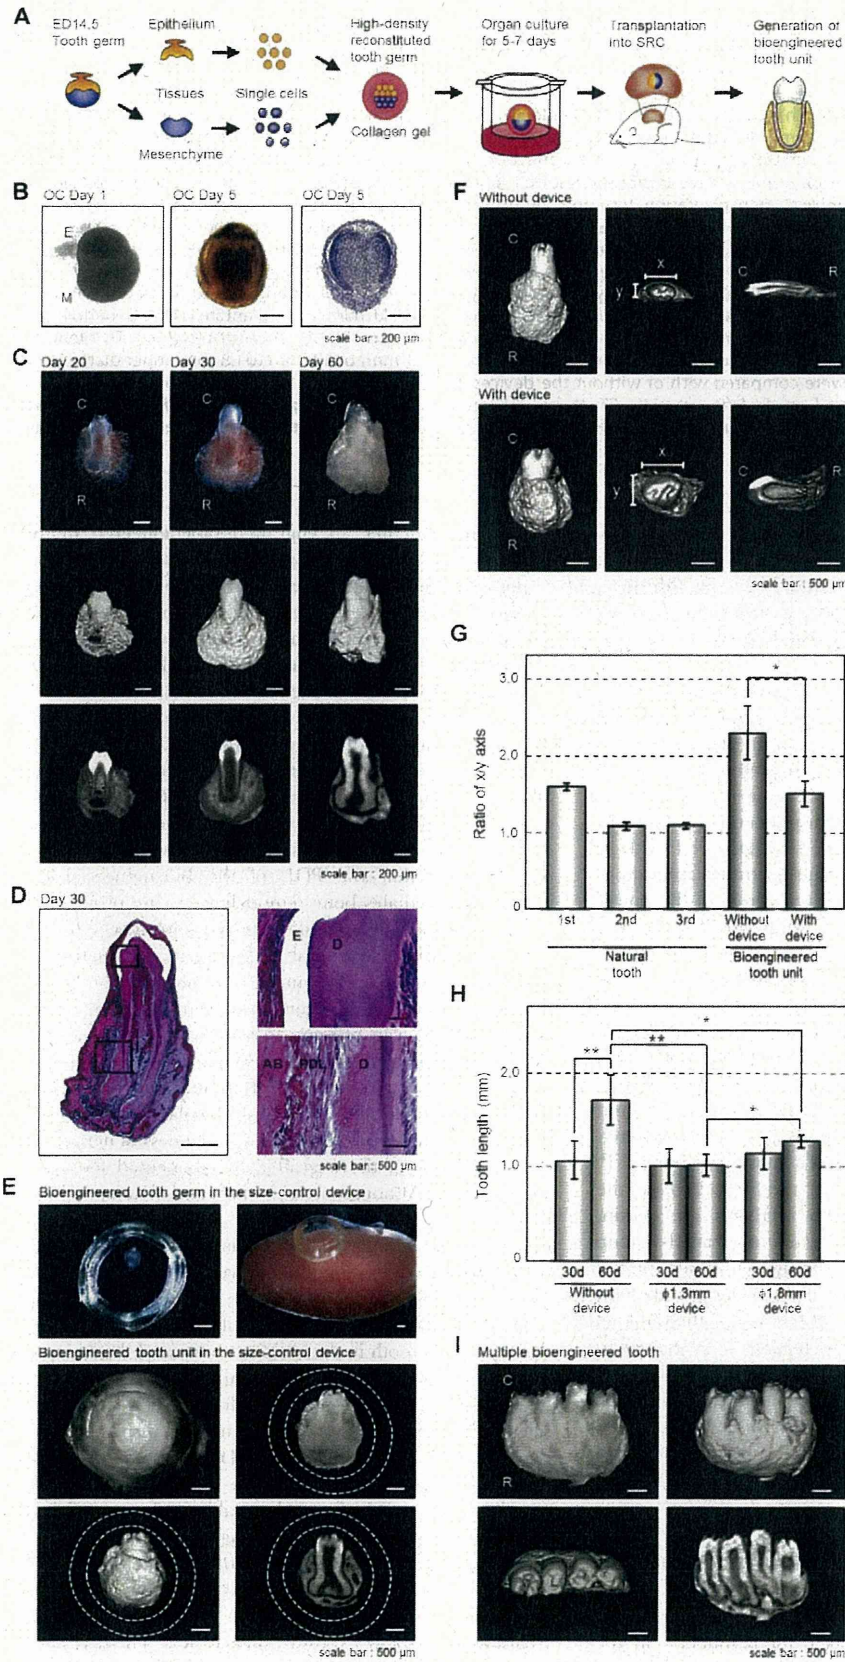 A
ED14.5
Tooth germ
Epithelium
Tissues
Mesenchyme
Single cells
High-density
reconstituted
tooth germ
Collagen gel
Organ culture
for 5-7 days
Transplantation
into SRC
Generation of
bioengineered
tooth unit
B
OC Day 1
OC Day 5
OC Day 5
E
M
scale bar : 200 μm
C
Day 20
Day 30
Day 60
C
R
C
R
C
R
scale bar : 200 μm
D
Day 30
E
D
AB
PDL
D
scale bar : 500 μm
E
Bioengineered tooth germ in the size-control device
Bioengineered tooth unit in the size-control device
scale bar : 500 μm
F
Without device
C
R
x
y
C
R
With device
C
R
x
y
C
R
scale bar : 500 μm
G
Ratio of x/y axis
3.0
2.0
1.0
0
*
1st
2nd
3rd
Without
device
With
device
Natural
tooth
Bioengineered
tooth unit
H
Tooth length (mm)
2.0
1.0
0
**
**
*
*
30d 60d
30d 60d
30d 60d
Without
device
φ1.3mm
device
φ1.8mm
device
I
Multiple bioengineered tooth
C
R
scale bar : 500 μm